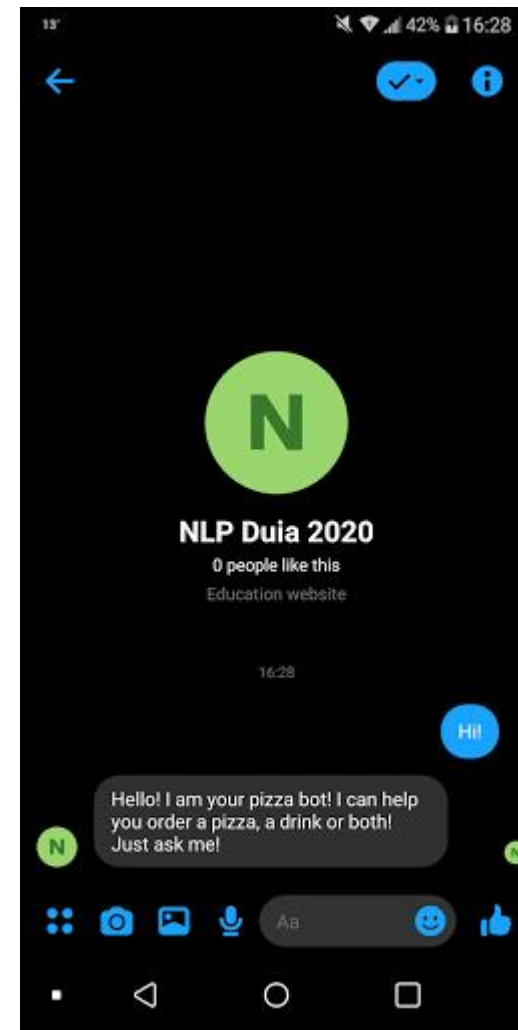 13°
42% 16:28
N
NLP Duia 2020
0 people like this
Education website
16:28
Hi!
Hello! I am your pizza bot! I can help
you order a pizza, a drink or both!
Just ask me!
N
N
Aa